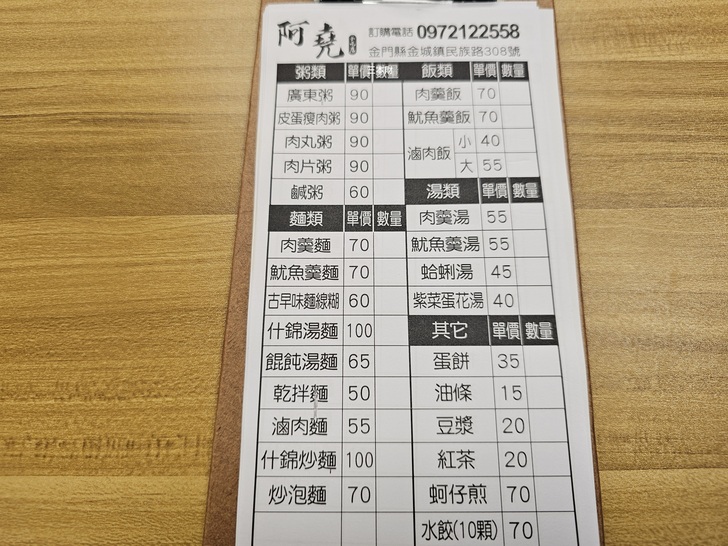 阿堯
訂購電話 0972122558
金門縣金城鎮民族路308號
粥類 單價 數量
廣東粥 90
皮蛋瘦肉粥 90
肉丸粥 90
肉片粥 90
鹹粥 60
麵類 單價 數量
肉羹麵 70
魷魚羹麵 70
古早味麵線糊 60
什錦湯麵 100
餛飩湯麵 65
乾拌麵 50
滷肉麵 55
什錦炒麵 100
炒泡麵 70
飯類 單價 數量
肉羹飯 70
魷魚羹飯 70
滷肉飯 小 40
大 55
湯類 單價 數量
肉羹湯 55
魷魚羹湯 55
蛤蜊湯 45
紫菜蛋花湯 40
其它 單價 數量
蛋餅 35
油條 15
豆漿 20
紅茶 20
蚵仔煎 70
水餃(10顆) 70